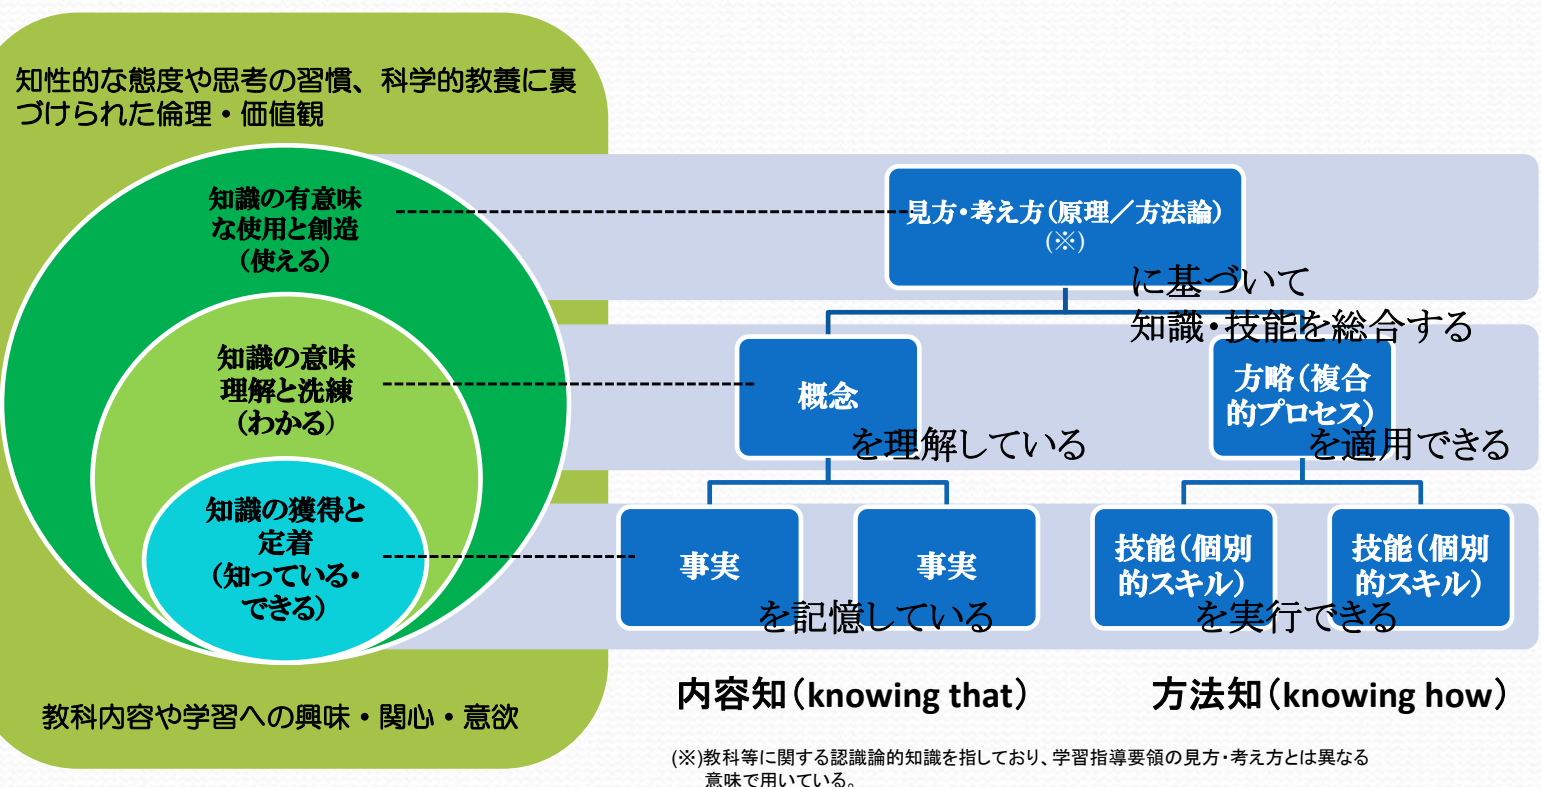 知性的な態度や思考の習慣、科学的教養に裏
づけられた倫理・価値観
知識の有意味
な使用と創造
(使える)
見方・考え方(原理/方法論)
(※)
に基づいて
知識・技能を総合する
知識の意味
理解と洗練
(わかる)
概念
を理解している
方略(複合
的プロセス)
を適用できる
知識の獲得と
定着
(知っている・
できる)
事実
事実
を記憶している
技能(個別
的スキル)
技能(個別
的スキル)
を実行できる
内容知(knowing that)
方法知(knowing how)
教科内容や学習への興味・関心・意欲
(※)教科等に関する認識論的知識を指しており、学習指導要領の見方・考え方とは異なる
意味で用いている。